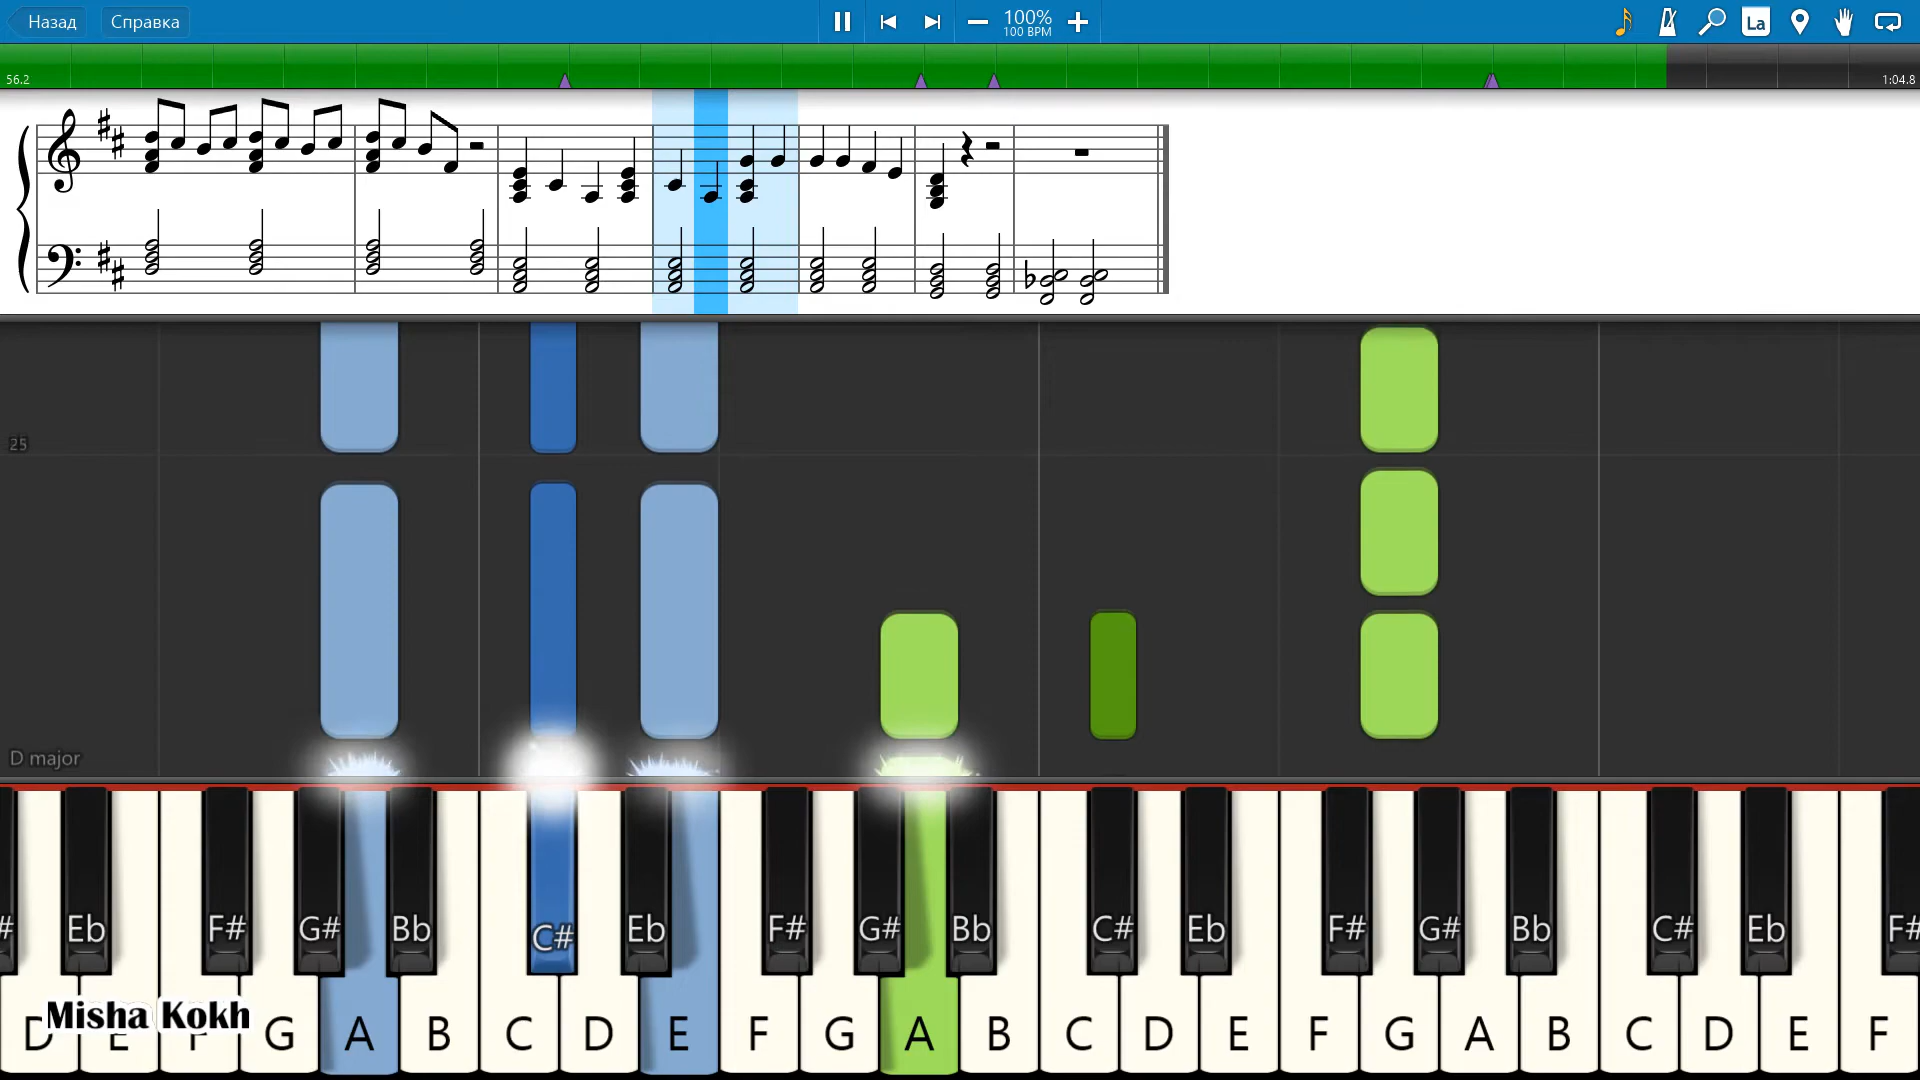 Назад Справка 100% La
100 BPM
56.2 1:04.8
25
D major
# Eb F# G# Bb C# Eb F# G# Bb C# Eb F# G# Bb C# Eb F#
Misha Kokh
D E F G A B C D E F G A B C D E F G A B C D E F